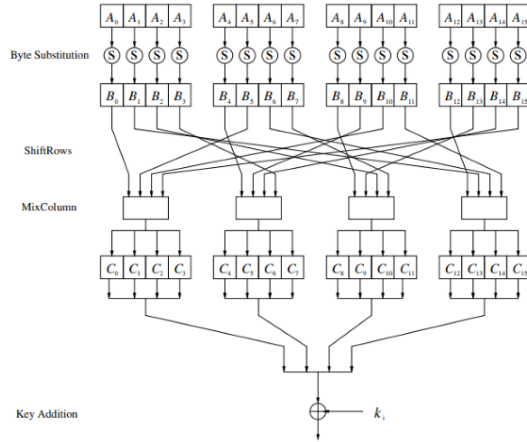 A0 A1 A2 A3 A4 A5 A6 A7 A8 A9 A10 A11 A12 A13 A14 A15
Byte Substitution S S S S S S S S S S S S S S S S
B0 B1 B2 B3 B4 B5 B6 B7 B8 B9 B10 B11 B12 B13 B14 B15
ShiftRows
MixColumn
C0 C1 C2 C3 C4 C5 C6 C7 C8 C9 C10 C11 C12 C13 C14 C15
Key Addition ki